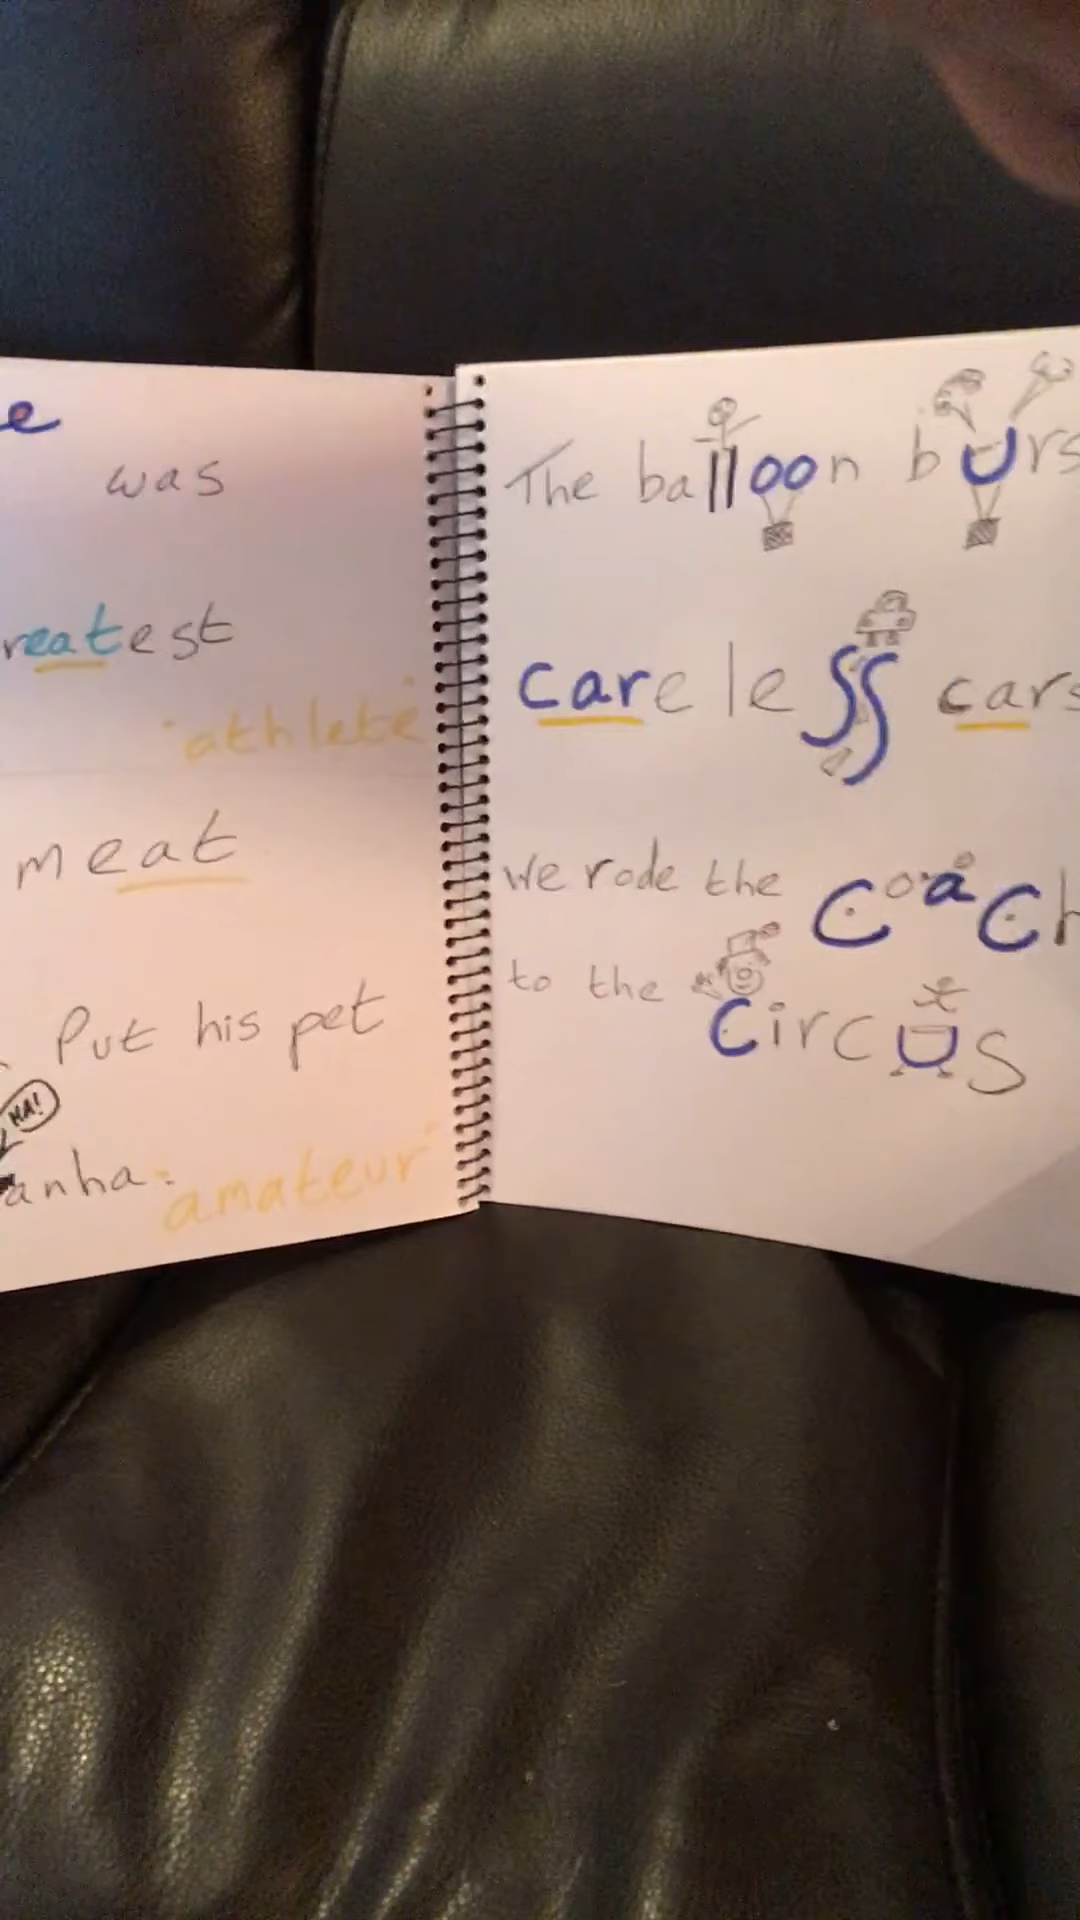 e
was
reatest
"athlete"
meat
Put his pet
HA!
anha.
"amateur"
The balloon burs
careless cars
we rode the coach
to the
circus